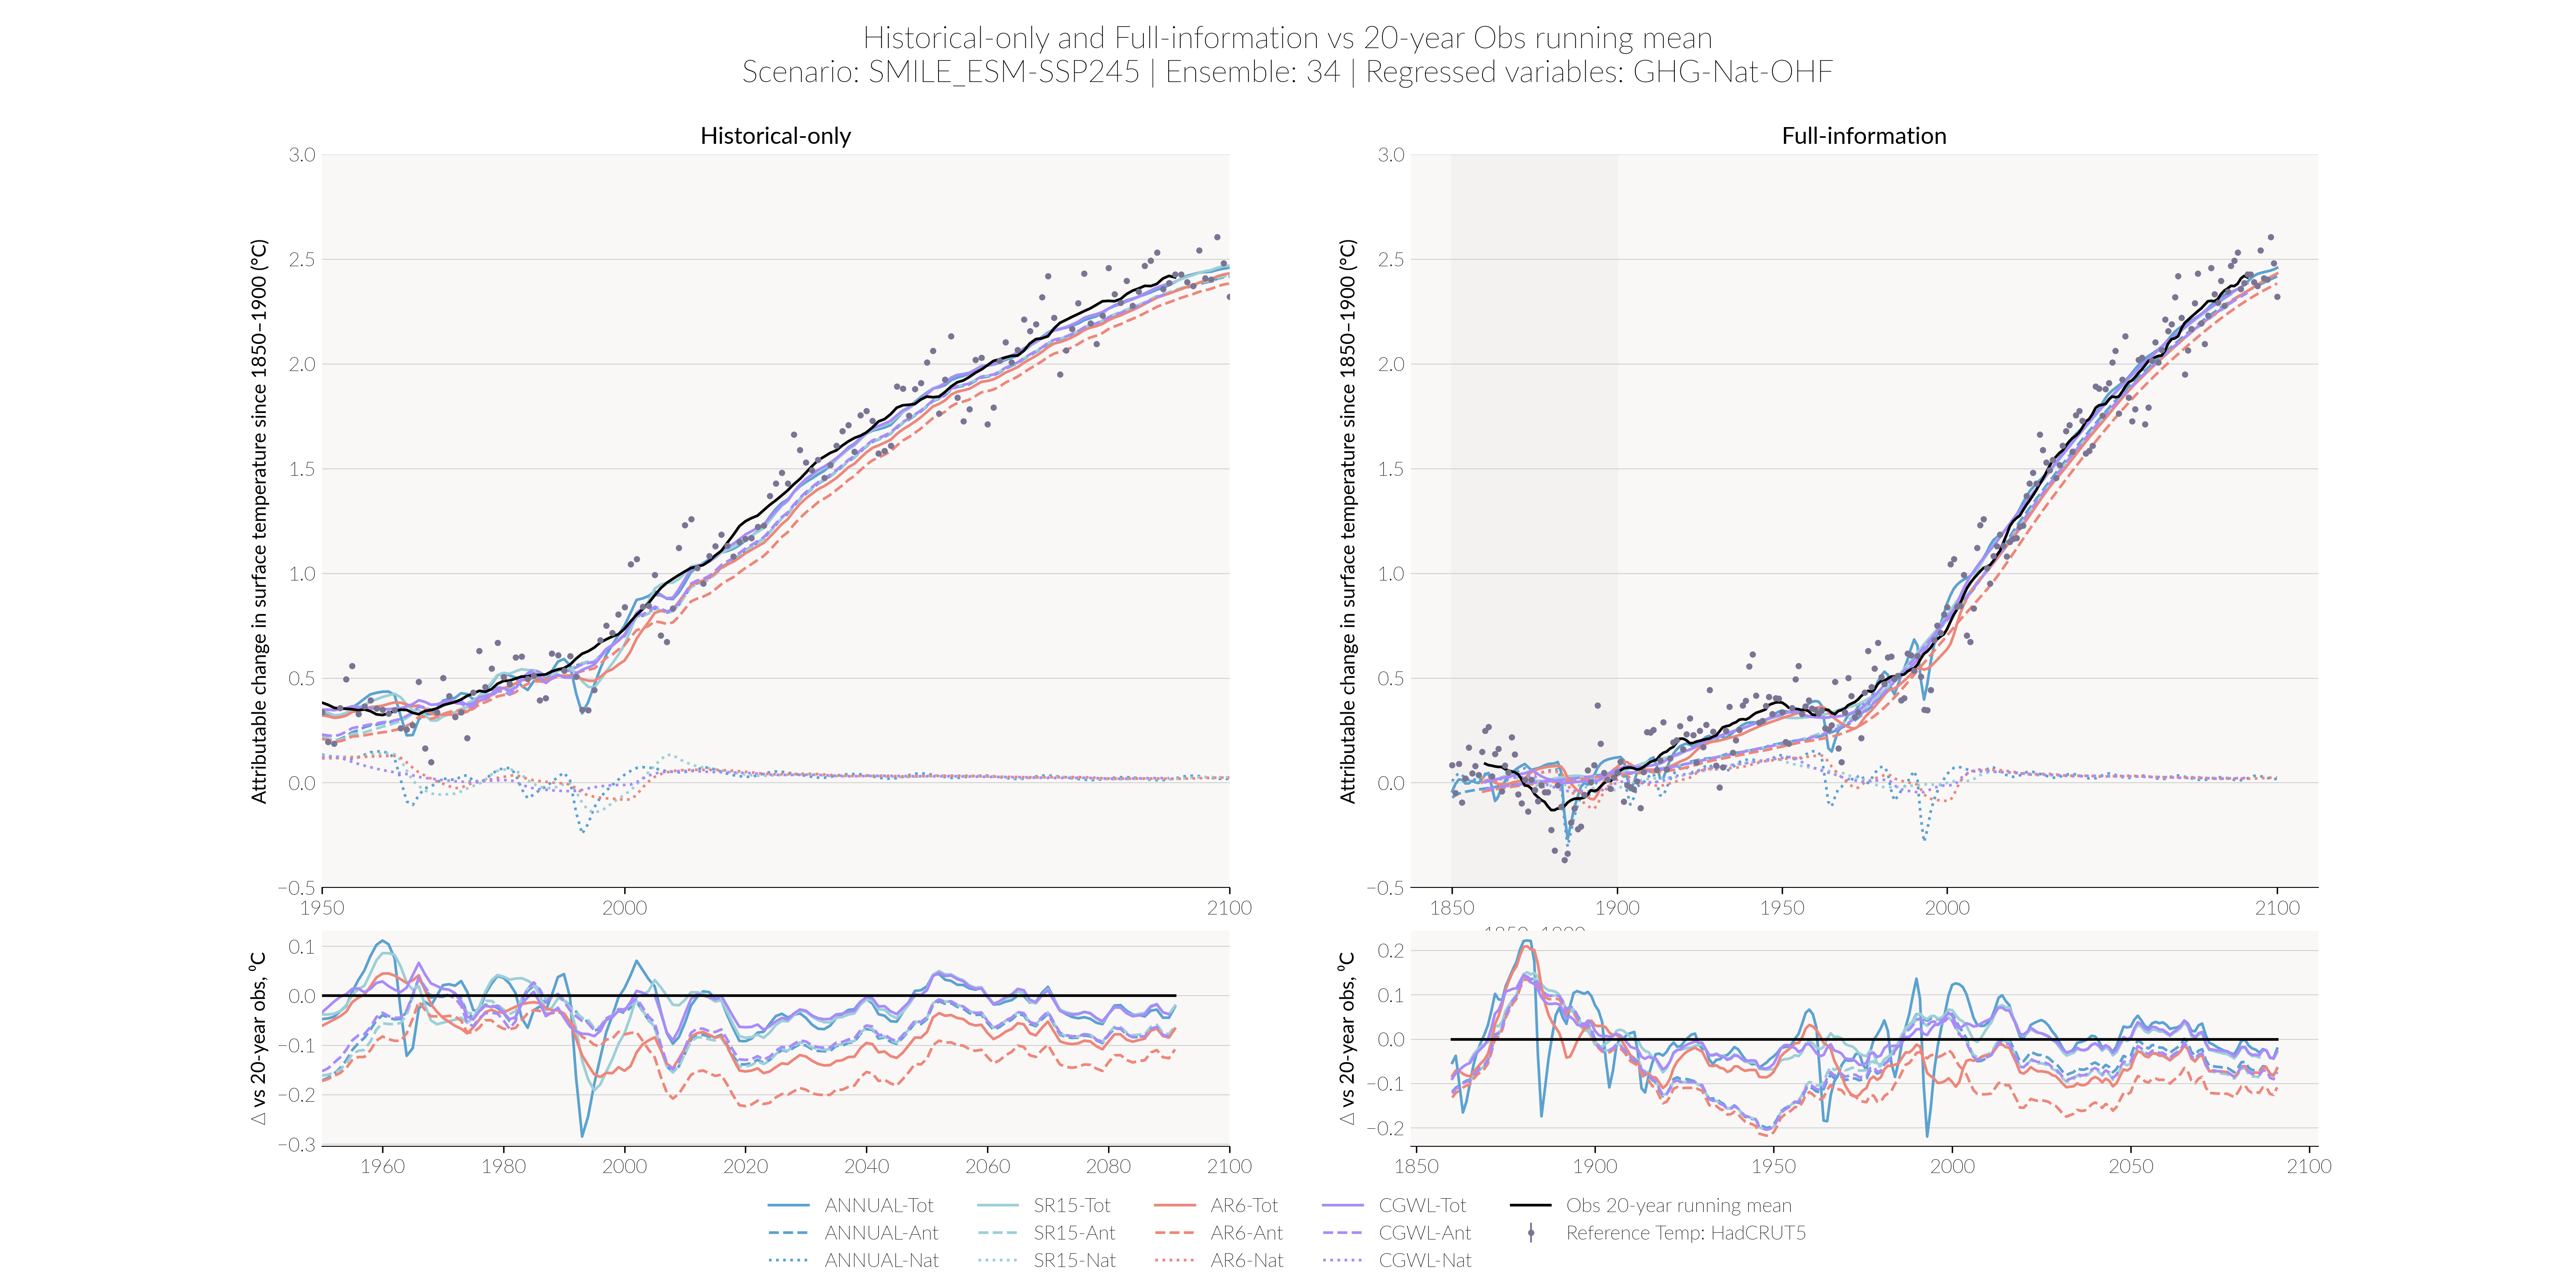 Historical-only and Full-information vs 20-year Obs running mean
Scenario: SMILE_ESM-SSP245 | Ensemble: 34 | Regressed variables: GHG-Nat-OHF
Historical-only
Attributable change in surface temperature since 1850–1900 (°C)
3.0
2.5
2.0
1.5
1.0
0.5
0.0
−0.5
1950 2000 2100
Δ vs 20-year obs, °C
0.1
0.0
−0.1
−0.2
−0.3
1960 1980 2000 2020 2040 2060 2080 2100
Full-information
Attributable change in surface temperature since 1850–1900 (°C)
3.0
2.5
2.0
1.5
1.0
0.5
0.0
−0.5
1850 1900 1950 2000 2100
Δ vs 20-year obs, °C
0.2
0.1
0.0
−0.1
−0.2
1850 1900 1950 2000 2050 2100
ANNUAL-Tot SR15-Tot AR6-Tot CGWL-Tot Obs 20-year running mean
ANNUAL-Ant SR15-Ant AR6-Ant CGWL-Ant Reference Temp: HadCRUT5
ANNUAL-Nat SR15-Nat AR6-Nat CGWL-Nat